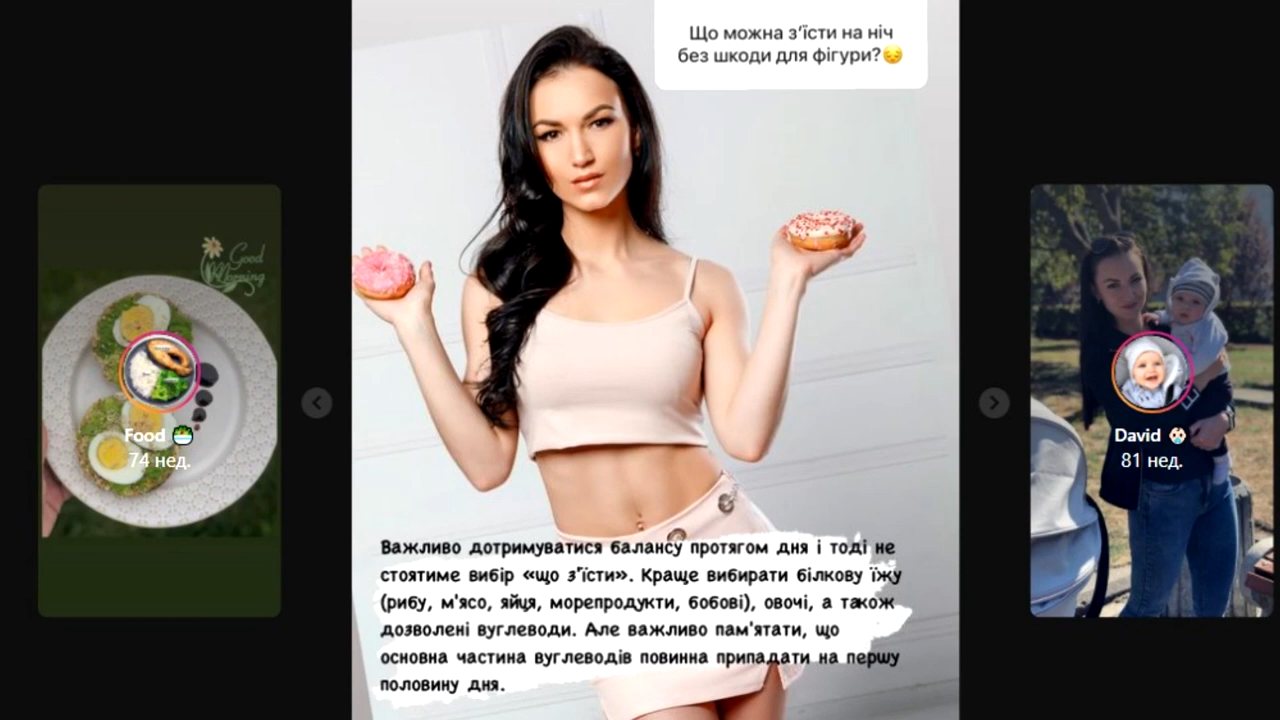 Що можна з’їсти на ніч
без шкоди для фігури?😔
Good
Morning
Food 🥗
74 нед.
Важливо дотримуватися балансу протягом дня і тоді не
стоятиме вибір «що з'їсти». Краще вибирати білкову їжу
(рибу, м'ясо, яйця, морепродукти, бобові), овочі, а також
дозволені вуглеводи. Але важливо пам'ятати, що
основна частина вуглеводів повинна припадати на першу
половину дня.
David 👶🏻
81 нед.